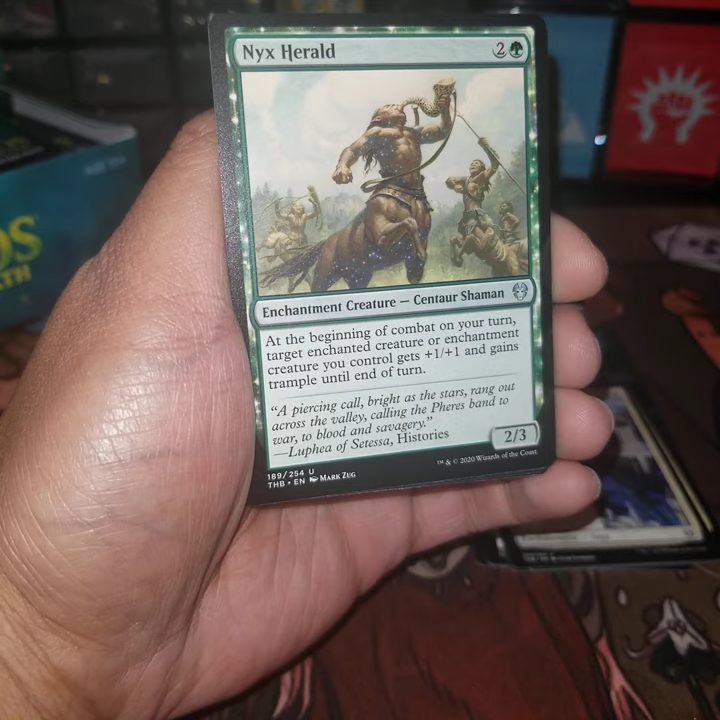 Nyx Herald 2
Enchantment Creature — Centaur Shaman
At the beginning of combat on your turn,
target enchanted creature or enchantment
creature you control gets +1/+1 and gains
trample until end of turn.
“A piercing call, bright as the stars, rang out
across the valley, calling the Pheres band to
war, to blood and savagery.”
—Luphea of Setessa, Histories
2/3
189/254 U
THB • EN Mark Zug
™ & © 2020 Wizards of the Coast